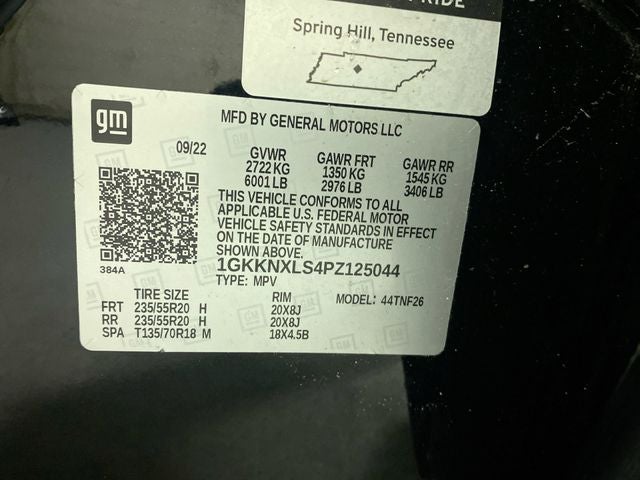 RIDE
Spring Hill, Tennessee
gm
MFD BY GENERAL MOTORS LLC
09/22 GVWR GAWR FRT GAWR RR
2722 KG 1350 KG 1545 KG
6001 LB 2976 LB 3406 LB
THIS VEHICLE CONFORMS TO ALL
APPLICABLE U.S. FEDERAL MOTOR
VEHICLE SAFETY STANDARDS IN EFFECT
ON THE DATE OF MANUFACTURE
SHOWN ABOVE.
384A
1GKKNXLS4PZ125044
TYPE: MPV
TIRE SIZE RIM MODEL: 44TNF26
FRT 235/55R20 H 20X8J
RR 235/55R20 H 20X8J
SPA T135/70R18 M 18X4.5B